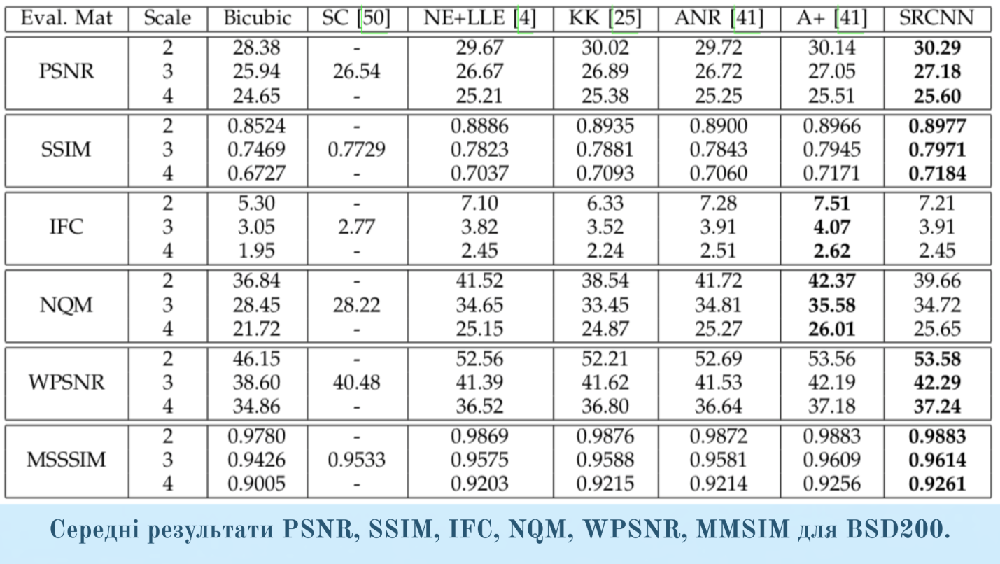 Eval. Mat Scale Bicubic SC [50] NE+LLE [4] KK [25] ANR [41] A+ [41] SRCNN
2 28.38 - 29.67 30.02 29.72 30.14 30.29
PSNR 3 25.94 26.54 26.67 26.89 26.72 27.05 27.18
4 24.65 - 25.21 25.38 25.25 25.51 25.60
2 0.8524 - 0.8886 0.8935 0.8900 0.8966 0.8977
SSIM 3 0.7469 0.7729 0.7823 0.7881 0.7843 0.7945 0.7971
4 0.6727 - 0.7037 0.7093 0.7060 0.7171 0.7184
2 5.30 - 7.10 6.33 7.28 7.51 7.21
IFC 3 3.05 2.77 3.82 3.52 3.91 4.07 3.91
4 1.95 - 2.45 2.24 2.51 2.62 2.45
2 36.84 - 41.52 38.54 41.72 42.37 39.66
NQM 3 28.45 28.22 34.65 33.45 34.81 35.58 34.72
4 21.72 - 25.15 24.87 25.27 26.01 25.65
2 46.15 - 52.56 52.21 52.69 53.56 53.58
WPSNR 3 38.60 40.48 41.39 41.62 41.53 42.19 42.29
4 34.86 - 36.52 36.80 36.64 37.18 37.24
2 0.9780 - 0.9869 0.9876 0.9872 0.9883 0.9883
MSSSIM 3 0.9426 0.9533 0.9575 0.9588 0.9581 0.9609 0.9614
4 0.9005 - 0.9203 0.9215 0.9214 0.9256 0.9261
Середні результати PSNR, SSIM, IFC, NQM, WPSNR, MMSIM для BSD200.